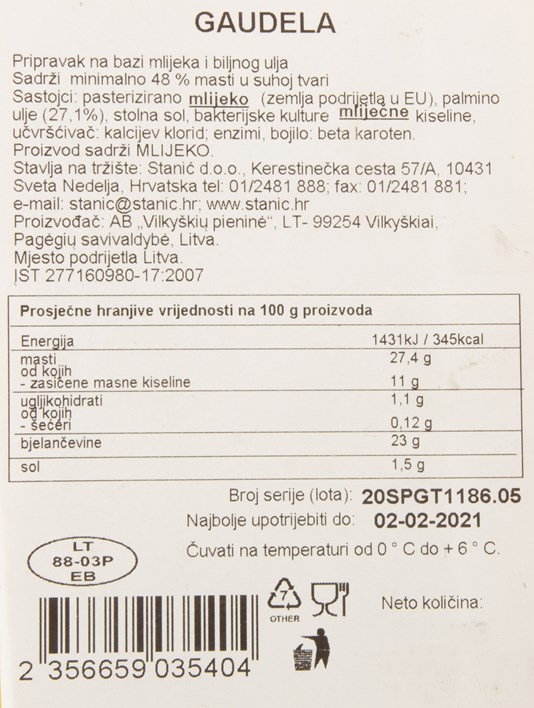 GAUDELA
Pripravak na bazi mlijeka i biljnog ulja
Sadrži minimalno 48 % masti u suhoj tvari
Sastojci: pasterizirano mlijeko (zemlja podrijetla u EU), palmino
ulje (27,1%), stolna sol, bakterijske kulture mliječne kiseline,
učvršćivač: kalcijev klorid; enzimi, bojilo: beta karoten.
Proizvod sadrži MLIJEKO.
Stavlja na tržište: Stanić d.o.o., Kerestinečka cesta 57/A, 10431
Sveta Nedelja, Hrvatska tel: 01/2481 888; fax: 01/2481 881;
e-mail: stanic@stanic.hr; www.stanic.hr
Proizvođač: AB „Vilkyškių pieninė“, LT- 99254 Vilkyškiai,
Pagėgių savivaldybė, Litva.
Mjesto podrijetla Litva.
ĮST 277160980-17:2007
Prosječne hranjive vrijednosti na 100 g proizvoda
Energija 1431kJ / 345kcal
masti 27,4 g
od kojih
- zasićene masne kiseline 11 g
ugljikohidrati 1,1 g
od kojih
- šećeri 0,12 g
bjelančevine 23 g
sol 1,5 g
Broj serije (lota): 20SPGT1186.05
Najbolje upotrijebiti do: 02-02-2021
Čuvati na temperaturi od 0 ° C do + 6 ° C.
LT
88-03P
EB
7
OTHER
Neto količina:
2 356659 035404